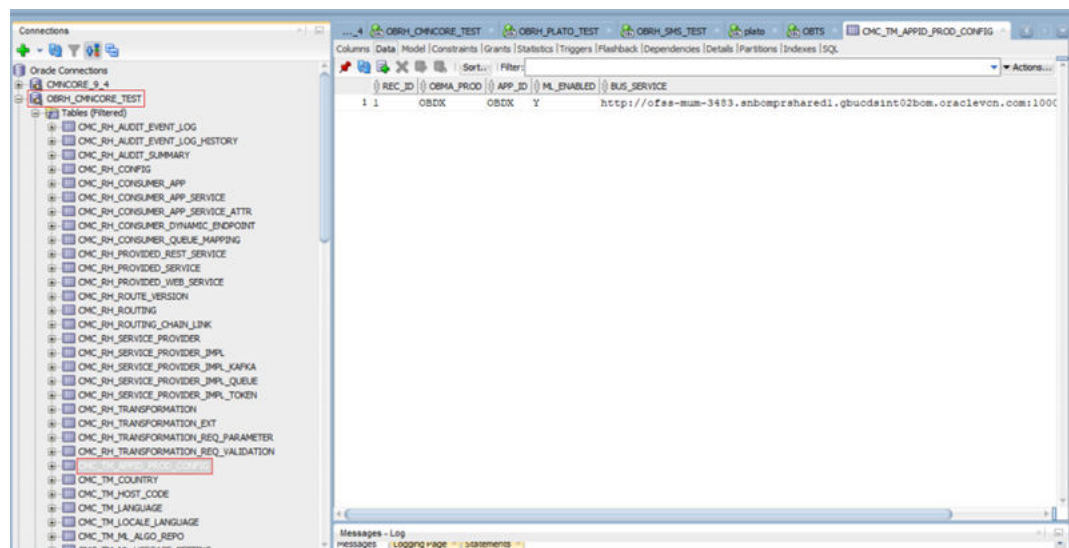 Connections
Oracle Connections
CMNCORE_9_4
OBRH_CMNCORE_TEST
Tables (Filtered)
CMC_RH_AUDIT_EVENT_LOG
CMC_RH_AUDIT_EVENT_LOG_HISTORY
CMC_RH_AUDIT_SUMMARY
CMC_RH_CONFIG
CMC_RH_CONSUMER_APP
CMC_RH_CONSUMER_APP_SERVICE
CMC_RH_CONSUMER_APP_SERVICE_ATTR
CMC_RH_CONSUMER_DYNAMIC_ENDPOINT
CMC_RH_CONSUMER_QUEUE_MAPPING
CMC_RH_PROVIDED_REST_SERVICE
CMC_RH_PROVIDED_SERVICE
CMC_RH_PROVIDED_WEB_SERVICE
CMC_RH_ROUTE_VERSION
CMC_RH_ROUTING
CMC_RH_ROUTING_CHAIN_LINK
CMC_RH_SERVICE_PROVIDER
CMC_RH_SERVICE_PROVIDER_IMPL
CMC_RH_SERVICE_PROVIDER_IMPL_KAFKA
CMC_RH_SERVICE_PROVIDER_IMPL_QUEUE
CMC_RH_SERVICE_PROVIDER_IMPL_TOKEN
CMC_RH_TRANSFORMATION
CMC_RH_TRANSFORMATION_EXT
CMC_RH_TRANSFORMATION_REQ_PARAMETER
CMC_RH_TRANSFORMATION_REQ_VALIDATION
CMC_TM_APPID_PROD_CONFIG
CMC_TM_COUNTRY
CMC_TM_HOST_CODE
CMC_TM_LANGUAGE
CMC_TM_LOCALE_LANGUAGE
CMC_TM_ML_ALGO_REPO
..._4 OBRH_CMNCORE_TEST OBRH_PLATO_TEST OBRH_SMS_TEST plato OBTS CMC_TM_APPID_PROD_CONFIG
Columns Data Model |Constraints |Grants |Statistics |Triggers |Flashback |Dependencies |Details |Partitions |Indexes |SQL
Sort.. Filter: Actions...
REC_ID OBMA_PROD APP_ID ML_ENABLED BUS_SERVICE
1 1 OBDX OBDX Y http://ofss-mum-3483.snbomprshared1.gbucdsint02bom.oraclevcn.com:1000
Messages - Log
Messages Logging Page Statements